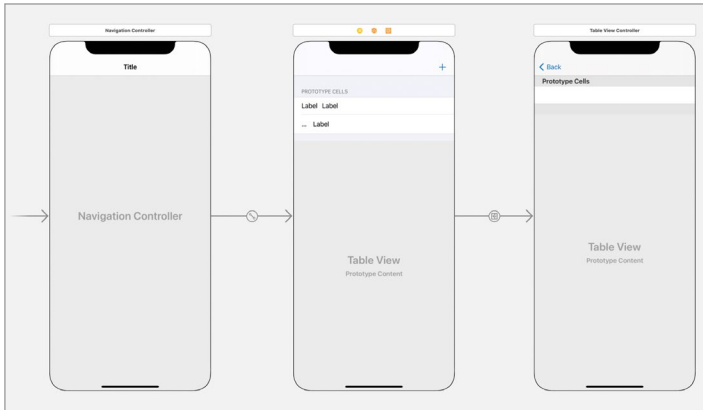 Navigation Controller
Title
Navigation Controller
+
PROTOTYPE CELLS
Label Label
... Label
Table View
Prototype Content
Table View Controller
Back
Prototype Cells
Table View
Prototype Content